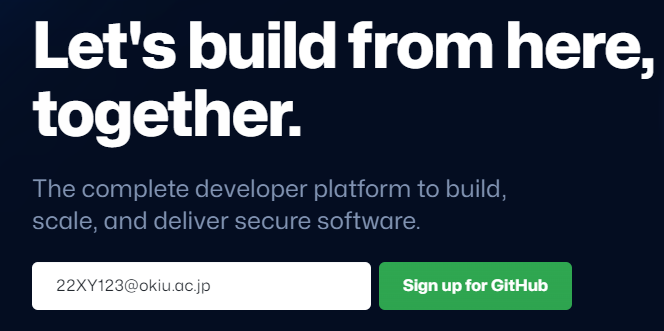 Let's build from here,
together.
The complete developer platform to build,
scale, and deliver secure software.
22XY123@okiu.ac.jp
Sign up for GitHub